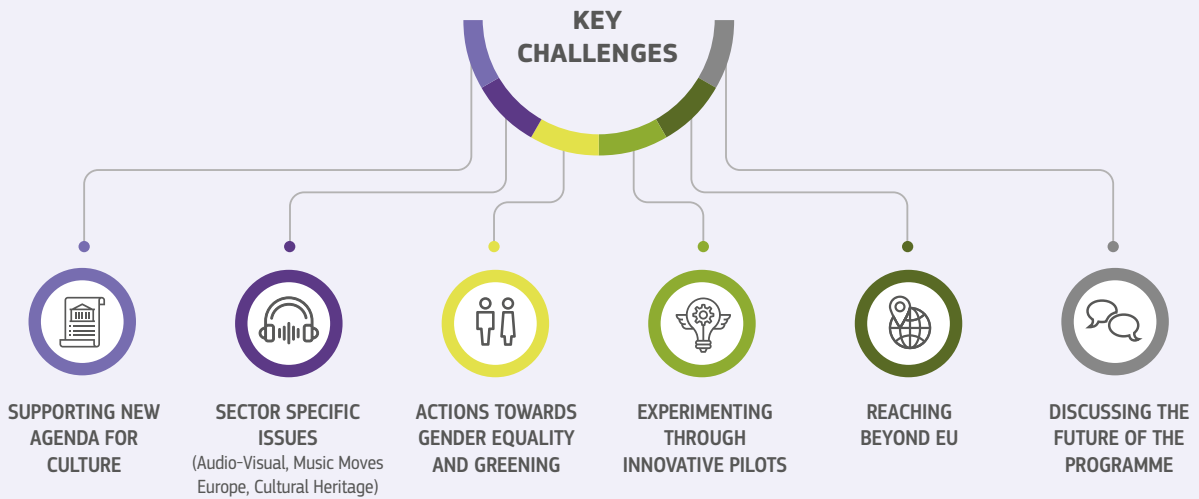 KEY
CHALLENGES
SUPPORTING NEW
AGENDA FOR
CULTURE
SECTOR SPECIFIC
ISSUES
(Audio-Visual, Music Moves
Europe, Cultural Heritage)
ACTIONS TOWARDS
GENDER EQUALITY
AND GREENING
EXPERIMENTING
THROUGH
INNOVATIVE PILOTS
REACHING
BEYOND EU
DISCUSSING THE
FUTURE OF THE
PROGRAMME